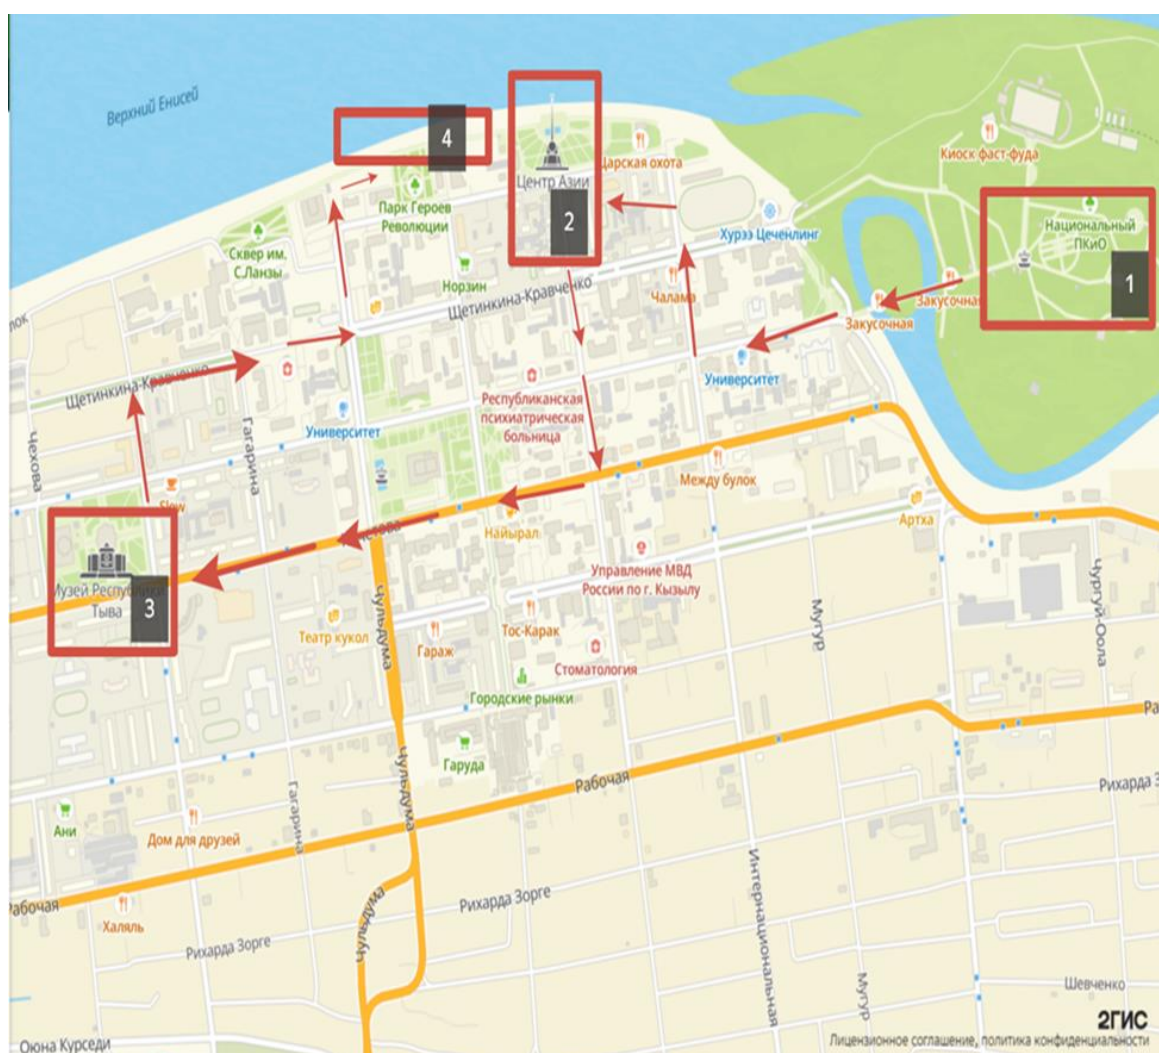 Верхний Енисей
4
Царская охота
Киоск фаст-фуда
Центр Азии
2
Парк Героев
Революции
Национальный
ПКиО
1
Хурээ Цеченлинг
Сквер им.
С.Ланзы
Норзин
Щетинкина-Кравченко
Чалама
Закусочная
Закусочная
Щетинкина-Кравченко
Университет
Республиканская
психиатрическая
больница
Чехова
Гагарина
Университет
Между булок
Slow
Найырал
Артха
Музей Республики
Тыва
3
Управление МВД
России по г. Кызылу
Чульдума
Мугур
Чургуй-Оола
Театр кукол
Гараж
Тос-Карак
Стоматология
Городские рынки
Гаруда
Чульдума
Рабочая
Рихарда
Гагарина
Ани
Дом для друзей
Рабочая
Халяль
Рихарда Зорге
Рихарда Зорге
Чульдума
Интернациональная
Мугур
Шевченко
2ГИС
Лицензионное соглашение, политика конфиденциальности
Оюна Курседи